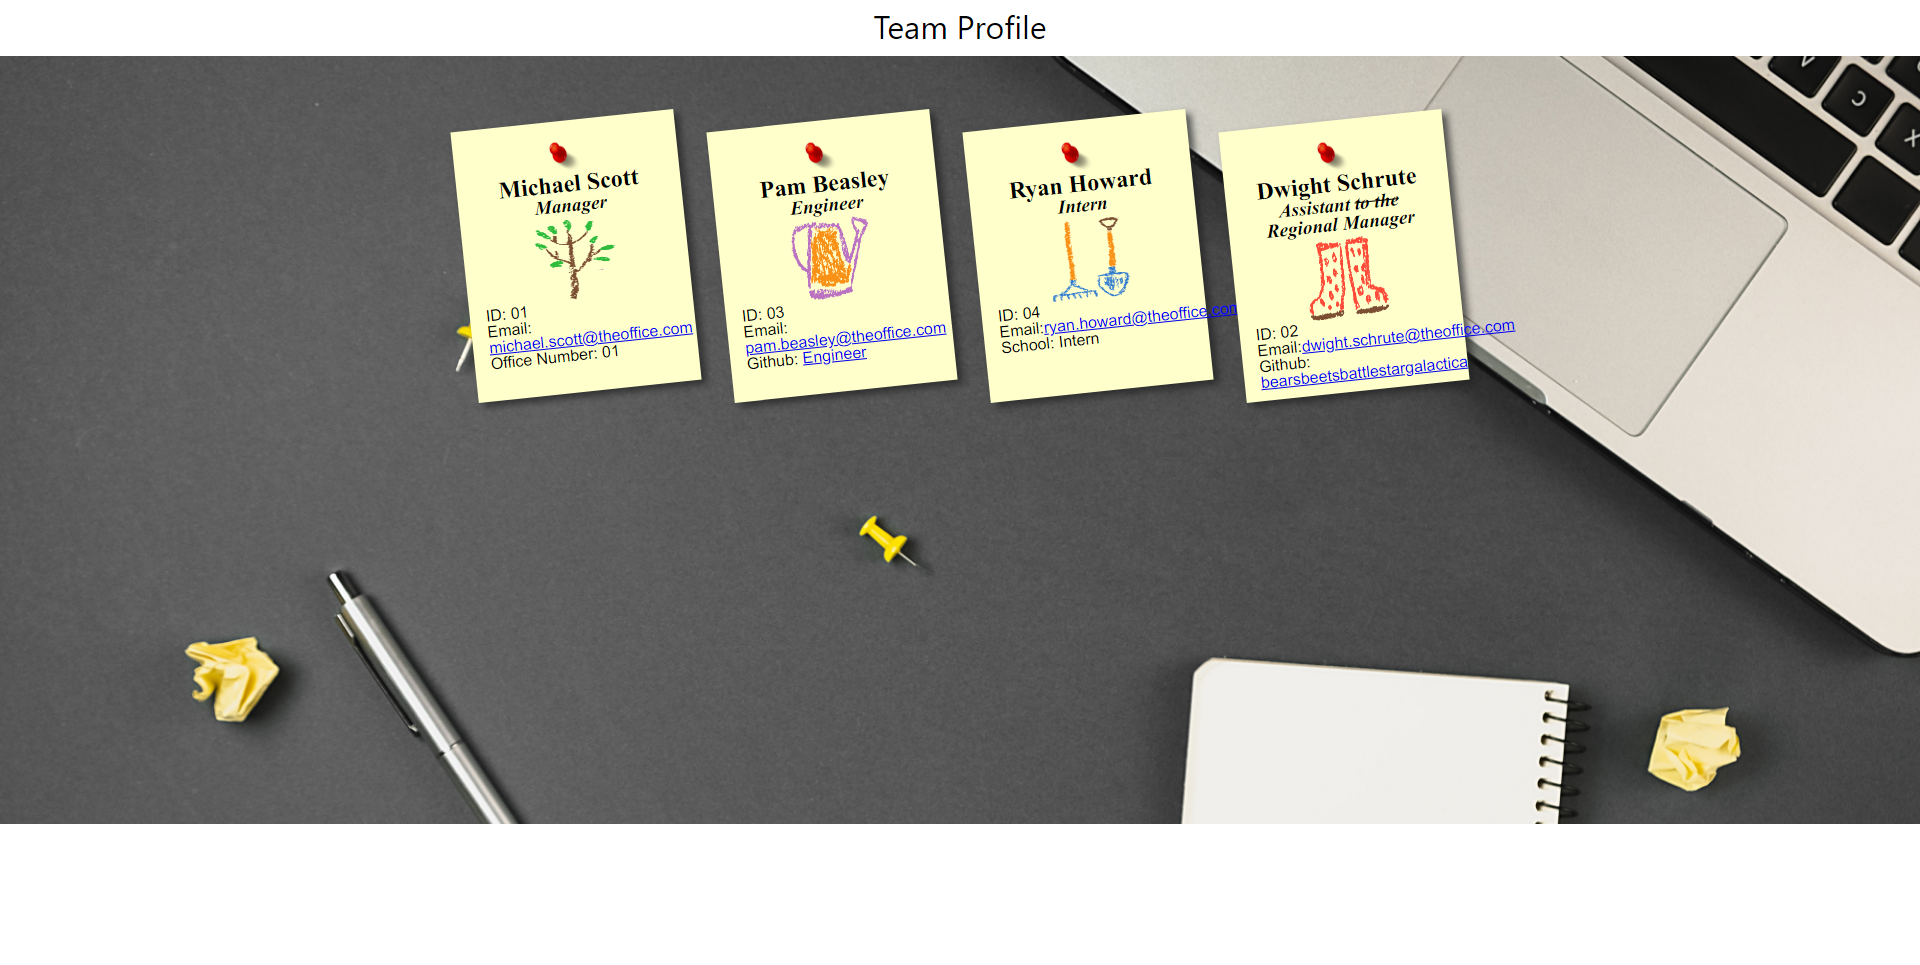 Team Profile
Michael Scott
Manager
ID: 01
Email:
michael.scott@theoffice.com
Office Number: 01
Pam Beasley
Engineer
ID: 03
Email:
pam.beasley@theoffice.com
Github: Engineer
Ryan Howard
Intern
ID: 04
Email:ryan.howard@theoffice.com
School: Intern
Dwight Schrute
Assistant to the
Regional Manager
ID: 02
Email:dwight.schrute@theoffice.com
Github:
bearsbeetsbattlestargalactica
V
C
X